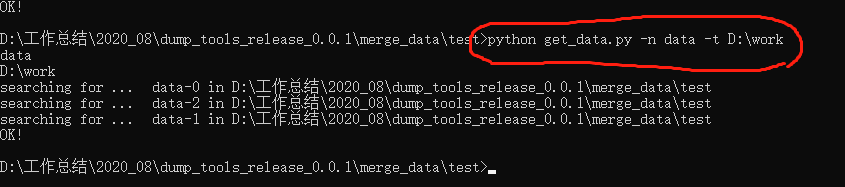 OK!
D:\工作总结\2020_08\dump_tools_release_0.0.1\merge_data\test>python get_data.py -n data -t D:\work
data
D:\work
searching for ...  data-0 in D:\工作总结\2020_08\dump_tools_release_0.0.1\merge_data\test
searching for ...  data-2 in D:\工作总结\2020_08\dump_tools_release_0.0.1\merge_data\test
searching for ...  data-1 in D:\工作总结\2020_08\dump_tools_release_0.0.1\merge_data\test
OK!
D:\工作总结\2020_08\dump_tools_release_0.0.1\merge_data\test>